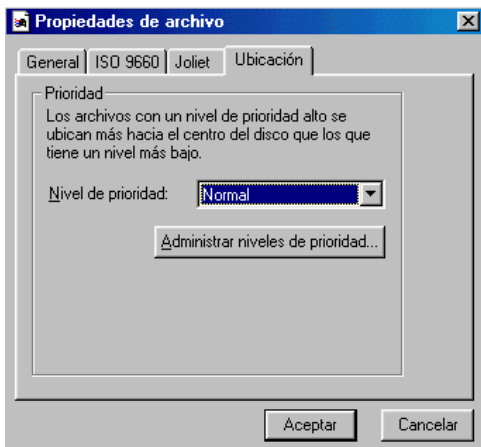 Propiedades de archivo
General ISO 9660 Joliet Ubicación
Prioridad
Los archivos con un nivel de prioridad alto se
ubican más hacia el centro del disco que los que
tiene un nivel más bajo.
Nivel de prioridad: Normal
Administrar niveles de prioridad...
Aceptar Cancelar